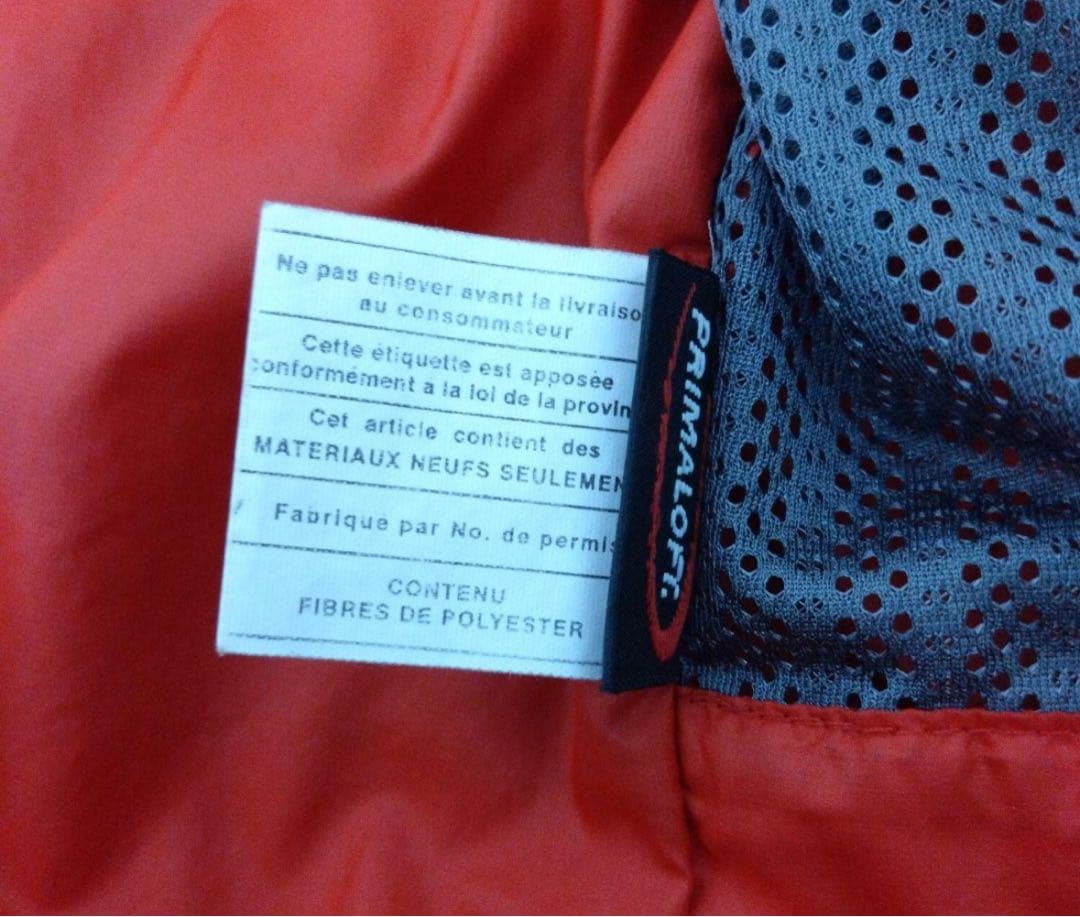 Ne pas enlever avant la livraiso
au consommateur
Cette étiquette est apposée
conformément a la loi de la provin
Cet article contient des
MATERIAUX NEUFS SEULEMEN
Fabrique par No. de permis
CONTENU
FIBRES DE POLYESTER
PRIMALOFT